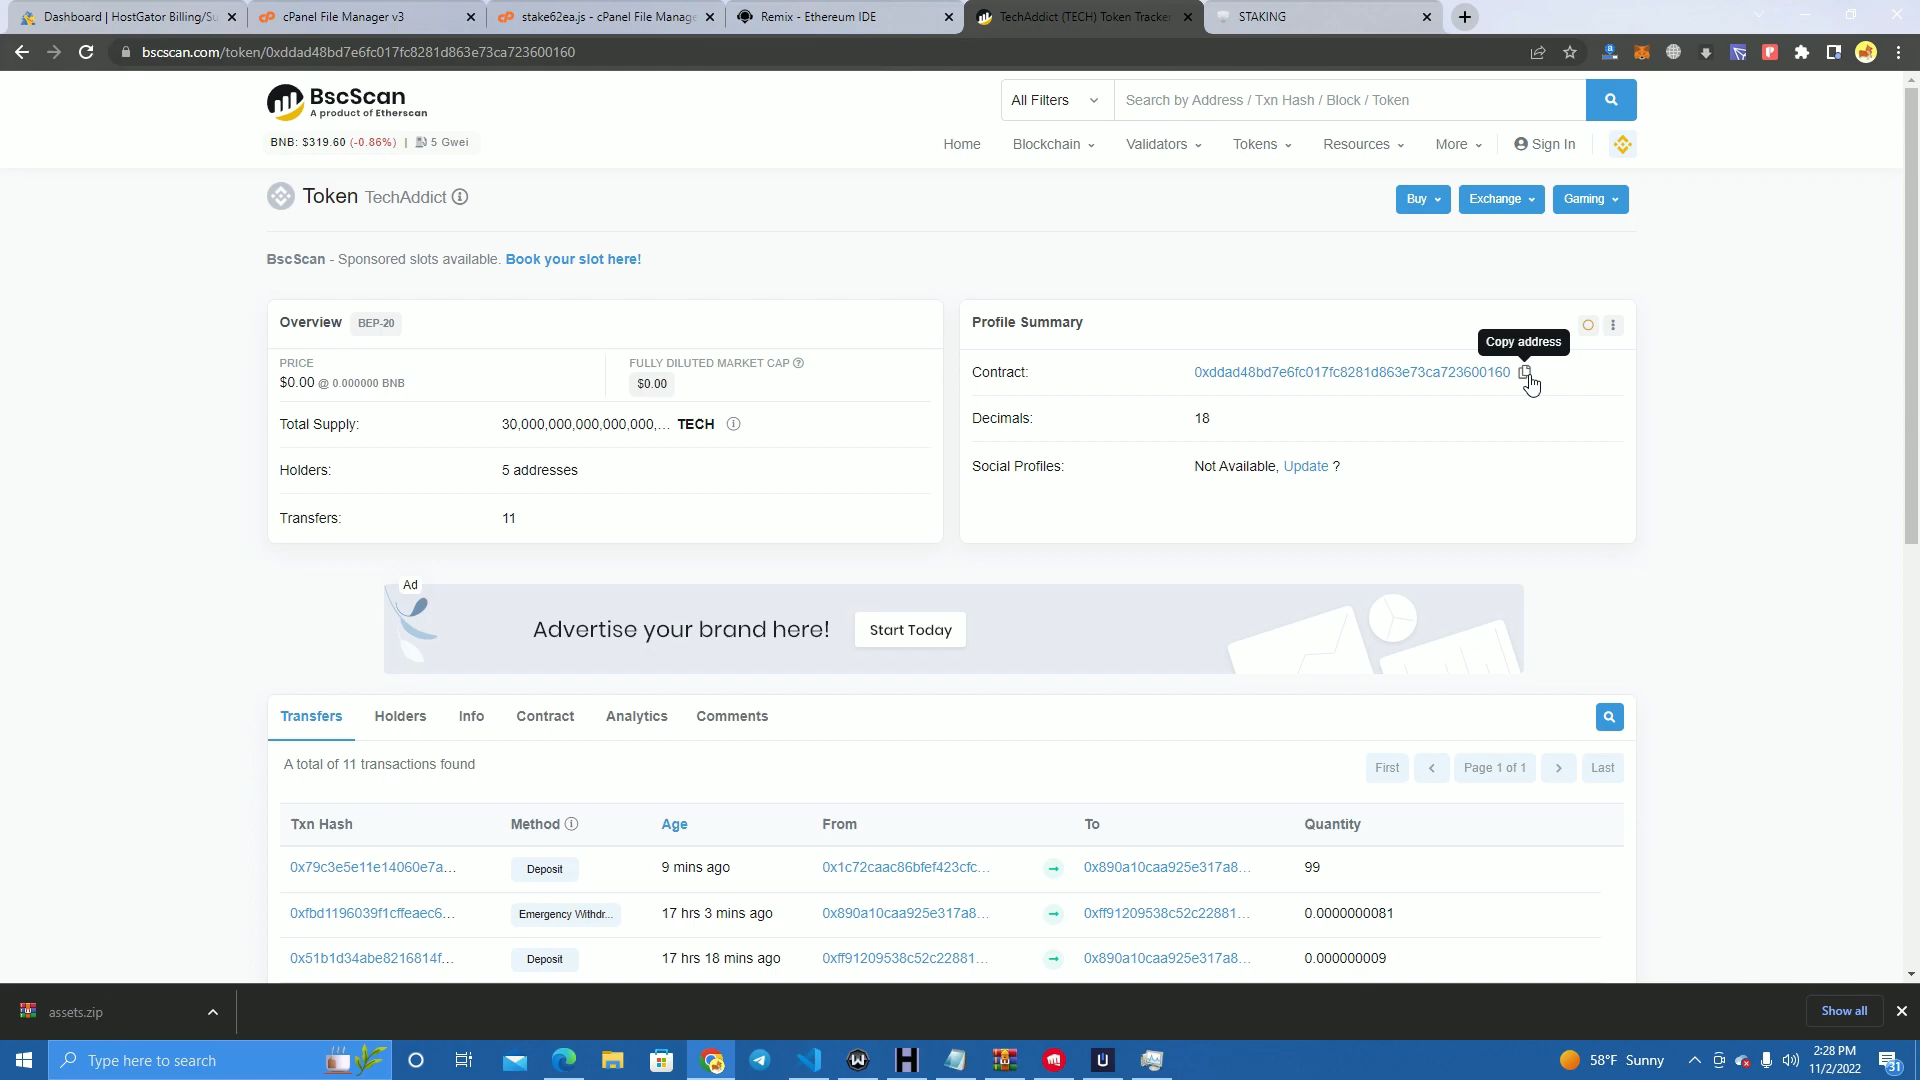 Dashboard | HostGator Billing/Su
cPanel File Manager v3
stake62ea.js - cPanel File Manage
Remix - Ethereum IDE
TechAddict (TECH) Token Tracker
STAKING
bscscan.com/token/0xddad48bd7e6fc017fc8281d863e73ca723600160
BscScan
A product of Etherscan
All Filters
Search by Address / Txn Hash / Block / Token
BNB: $319.60 (-0.86%) | 5 Gwei
Home Blockchain Validators Tokens Resources More Sign In
Token TechAddict
Buy Exchange Gaming
BscScan - Sponsored slots available. Book your slot here!
Overview BEP-20
PRICE
$0.00 @ 0.000000 BNB
FULLY DILUTED MARKET CAP
$0.00
Total Supply: 30,000,000,000,000,000,... TECH
Holders: 5 addresses
Transfers: 11
Profile Summary
Copy address
Contract: 0xddad48bd7e6fc017fc8281d863e73ca723600160
Decimals: 18
Social Profiles: Not Available, Update ?
Ad
Advertise your brand here! Start Today
Transfers Holders Info Contract Analytics Comments
A total of 11 transactions found
First < Page 1 of 1 > Last
Txn Hash Method Age From To Quantity
0x79c3e5e11e14060e7a... Deposit 9 mins ago 0x1c72caac86bfef423cfc... 0x890a10caa925e317a8... 99
0xfbd1196039f1cffeaec6... Emergency Withdr... 17 hrs 3 mins ago 0x890a10caa925e317a8... 0xff91209538c52c22881... 0.0000000081
0x51b1d34abe8216814f... Deposit 17 hrs 18 mins ago 0xff91209538c52c22881... 0x890a10caa925e317a8... 0.000000009
assets.zip
Show all
Type here to search
58°F Sunny
2:28 PM
11/2/2022
31